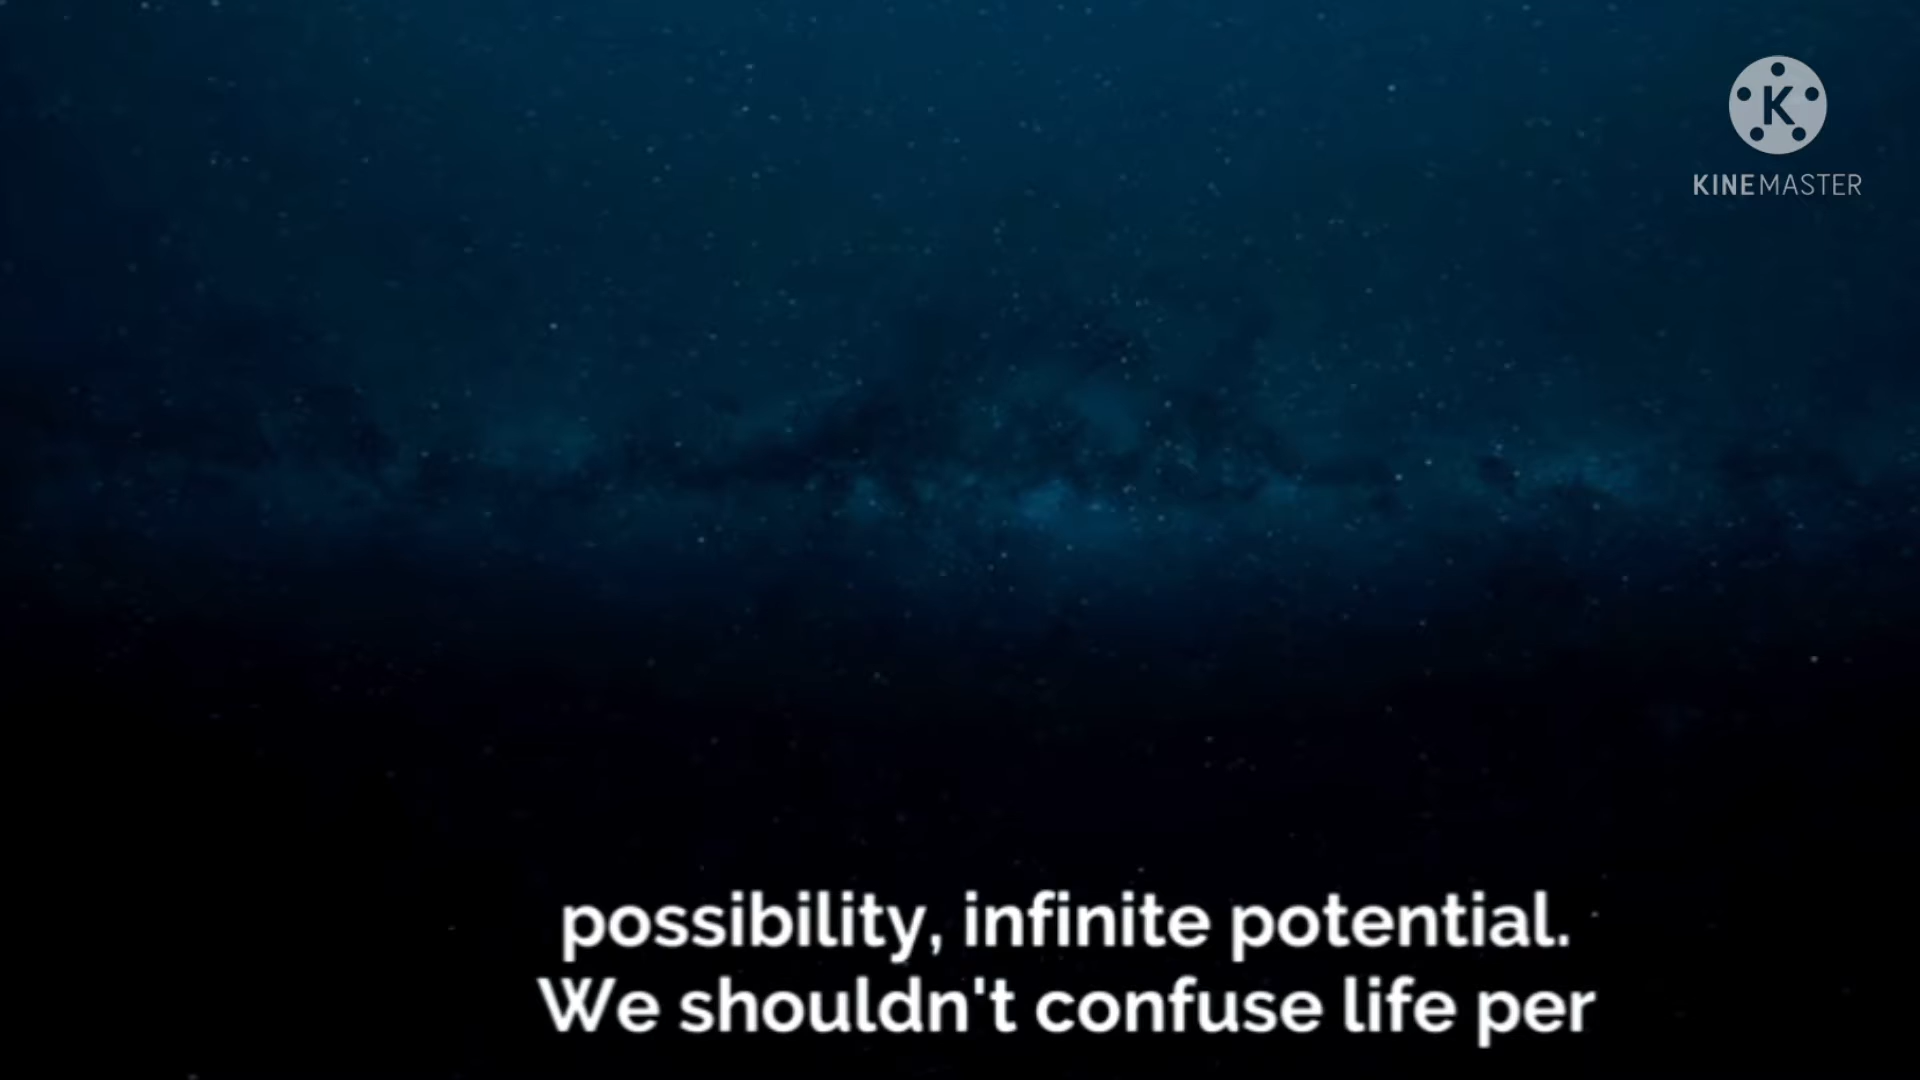 K
KINEMASTER
possibility, infinite potential.
We shouldn't confuse life per